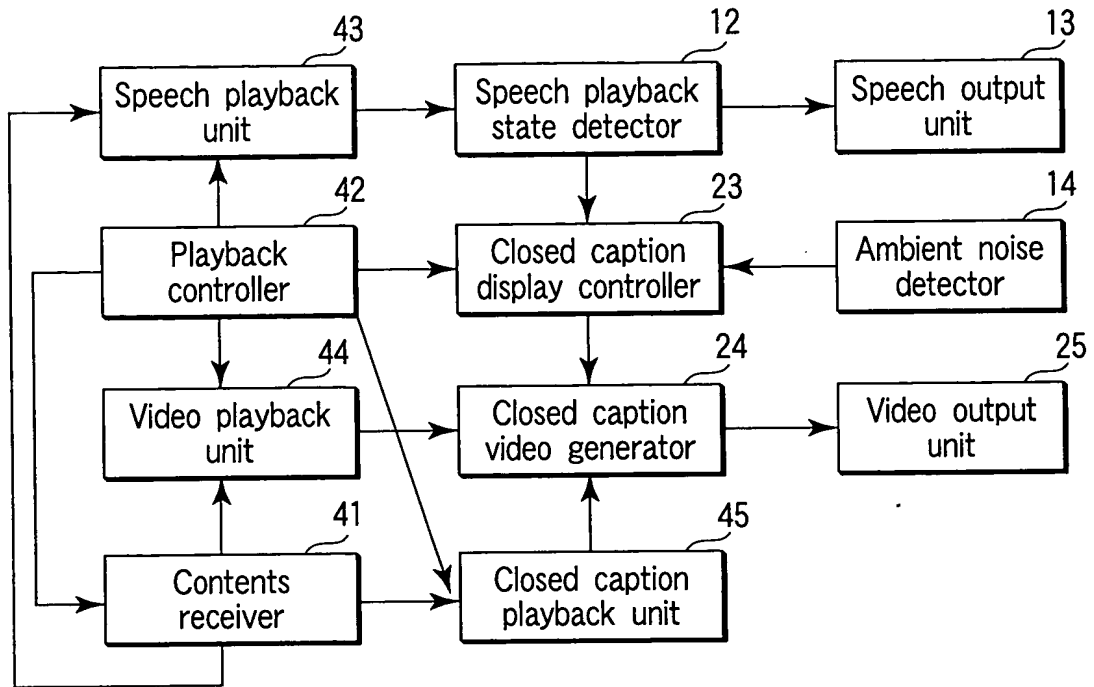 43
Speech playback
unit
12
Speech playback
state detector
13
Speech output
unit
42
Playback
controller
23
Closed caption
display controller
14
Ambient noise
detector
44
Video playback
unit
24
Closed caption
video generator
25
Video output
unit
41
Contents
receiver
45
Closed caption
playback unit